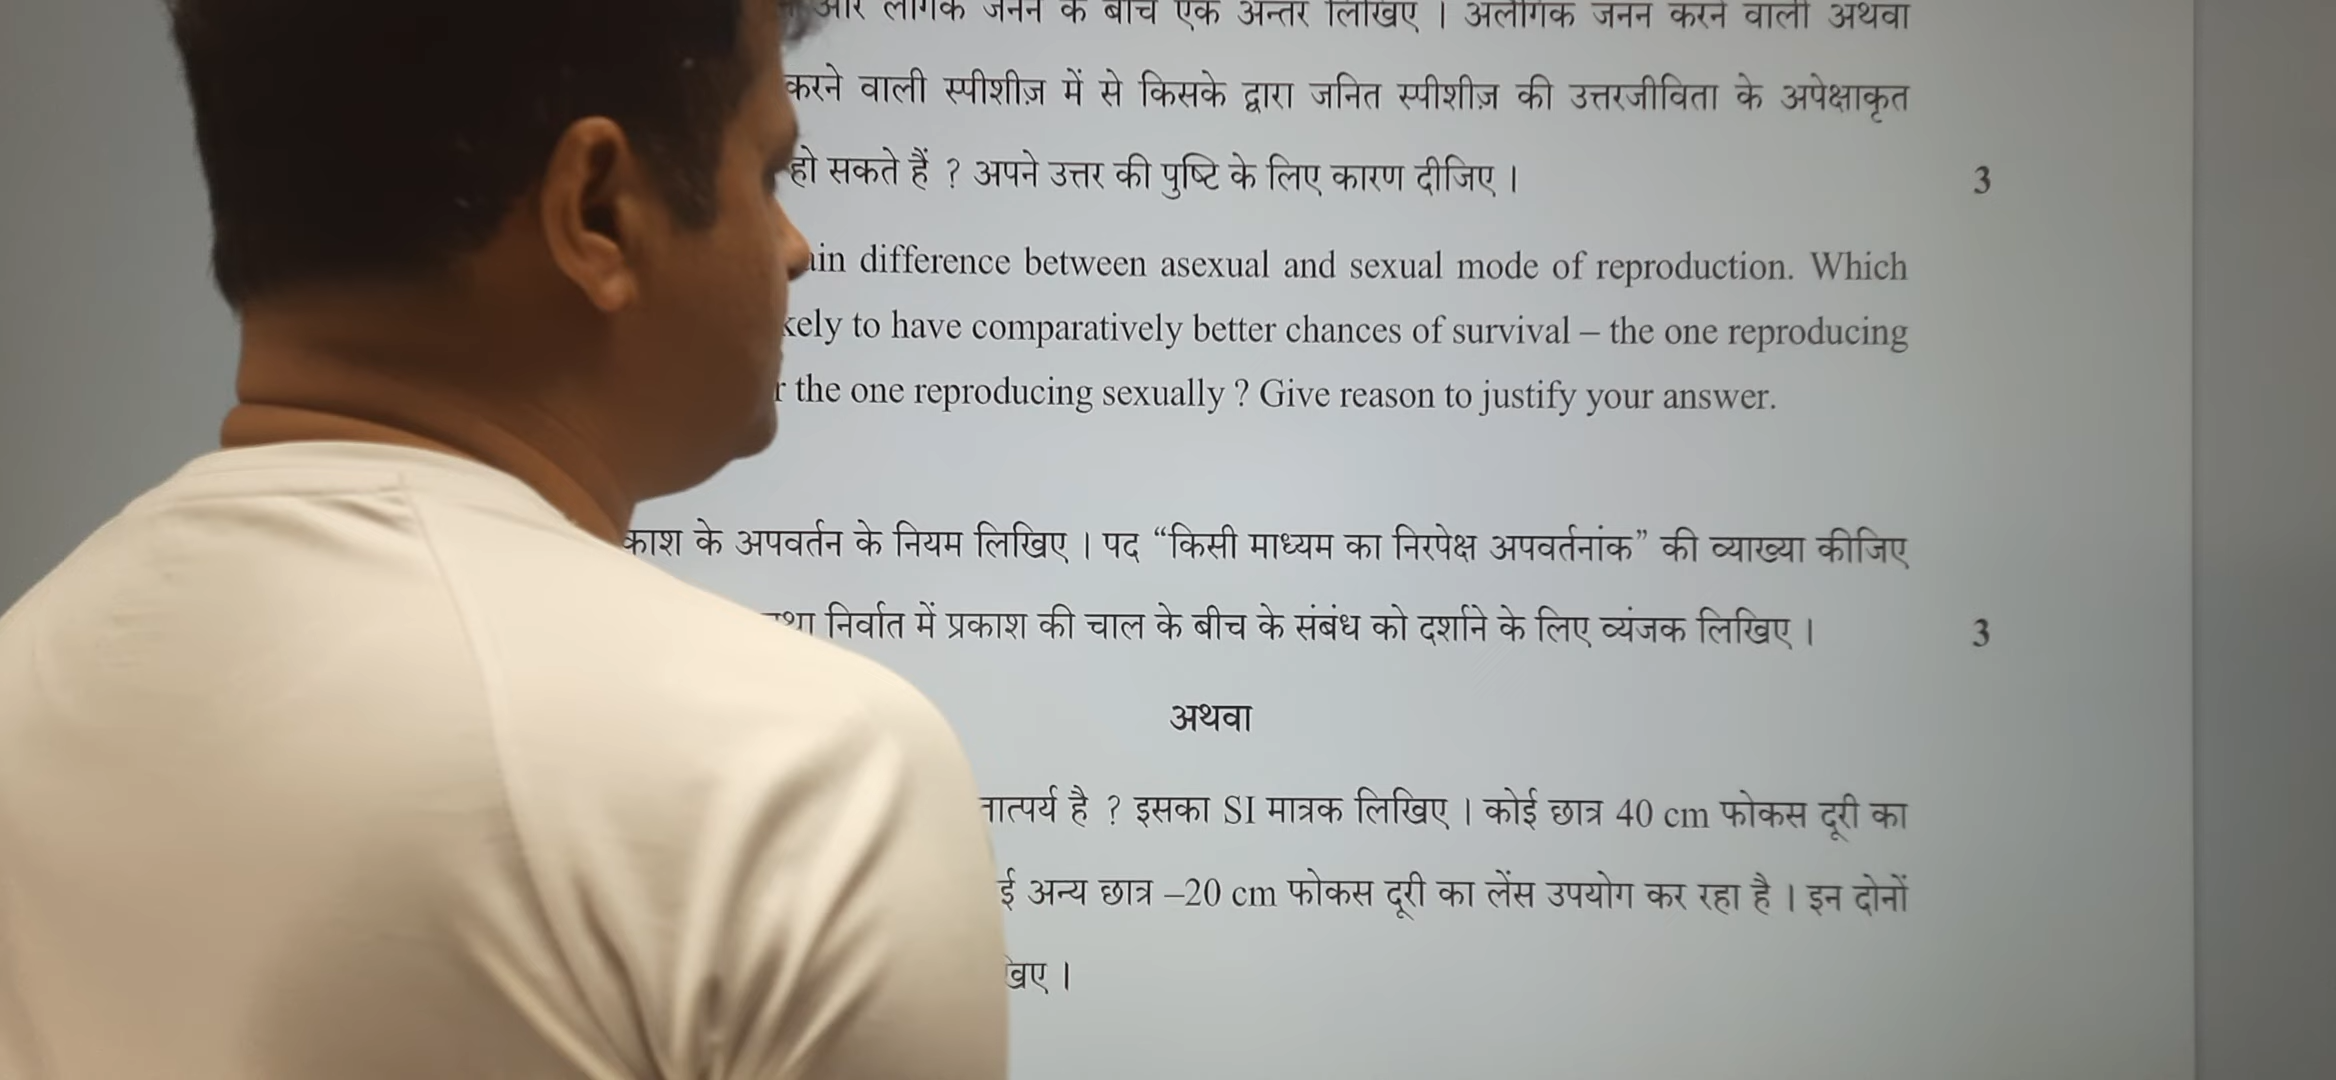 और लैंगिक जनन के बीच एक अन्तर लिखिए । अलैंगिक जनन करने वाली अथवा
करने वाली स्पीशीज़ में से किसके द्वारा जनित स्पीशीज़ की उत्तरजीविता के अपेक्षाकृत
हो सकते हैं ? अपने उत्तर की पुष्टि के लिए कारण दीजिए । 3
difference between asexual and sexual mode of reproduction. Which
to have comparatively better chances of survival – the one reproducing
the one reproducing sexually ? Give reason to justify your answer.
के अपवर्तन के नियम लिखिए । पद “किसी माध्यम का निरपेक्ष अपवर्तनांक” की व्याख्या कीजिए
निर्वात में प्रकाश की चाल के बीच के संबंध को दर्शाने के लिए व्यंजक लिखिए । 3
अथवा
तात्पर्य है ? इसका SI मात्रक लिखिए । कोई छात्र 40 cm फोकस दूरी का
अन्य छात्र –20 cm फोकस दूरी का लेंस उपयोग कर रहा है । इन दोनों